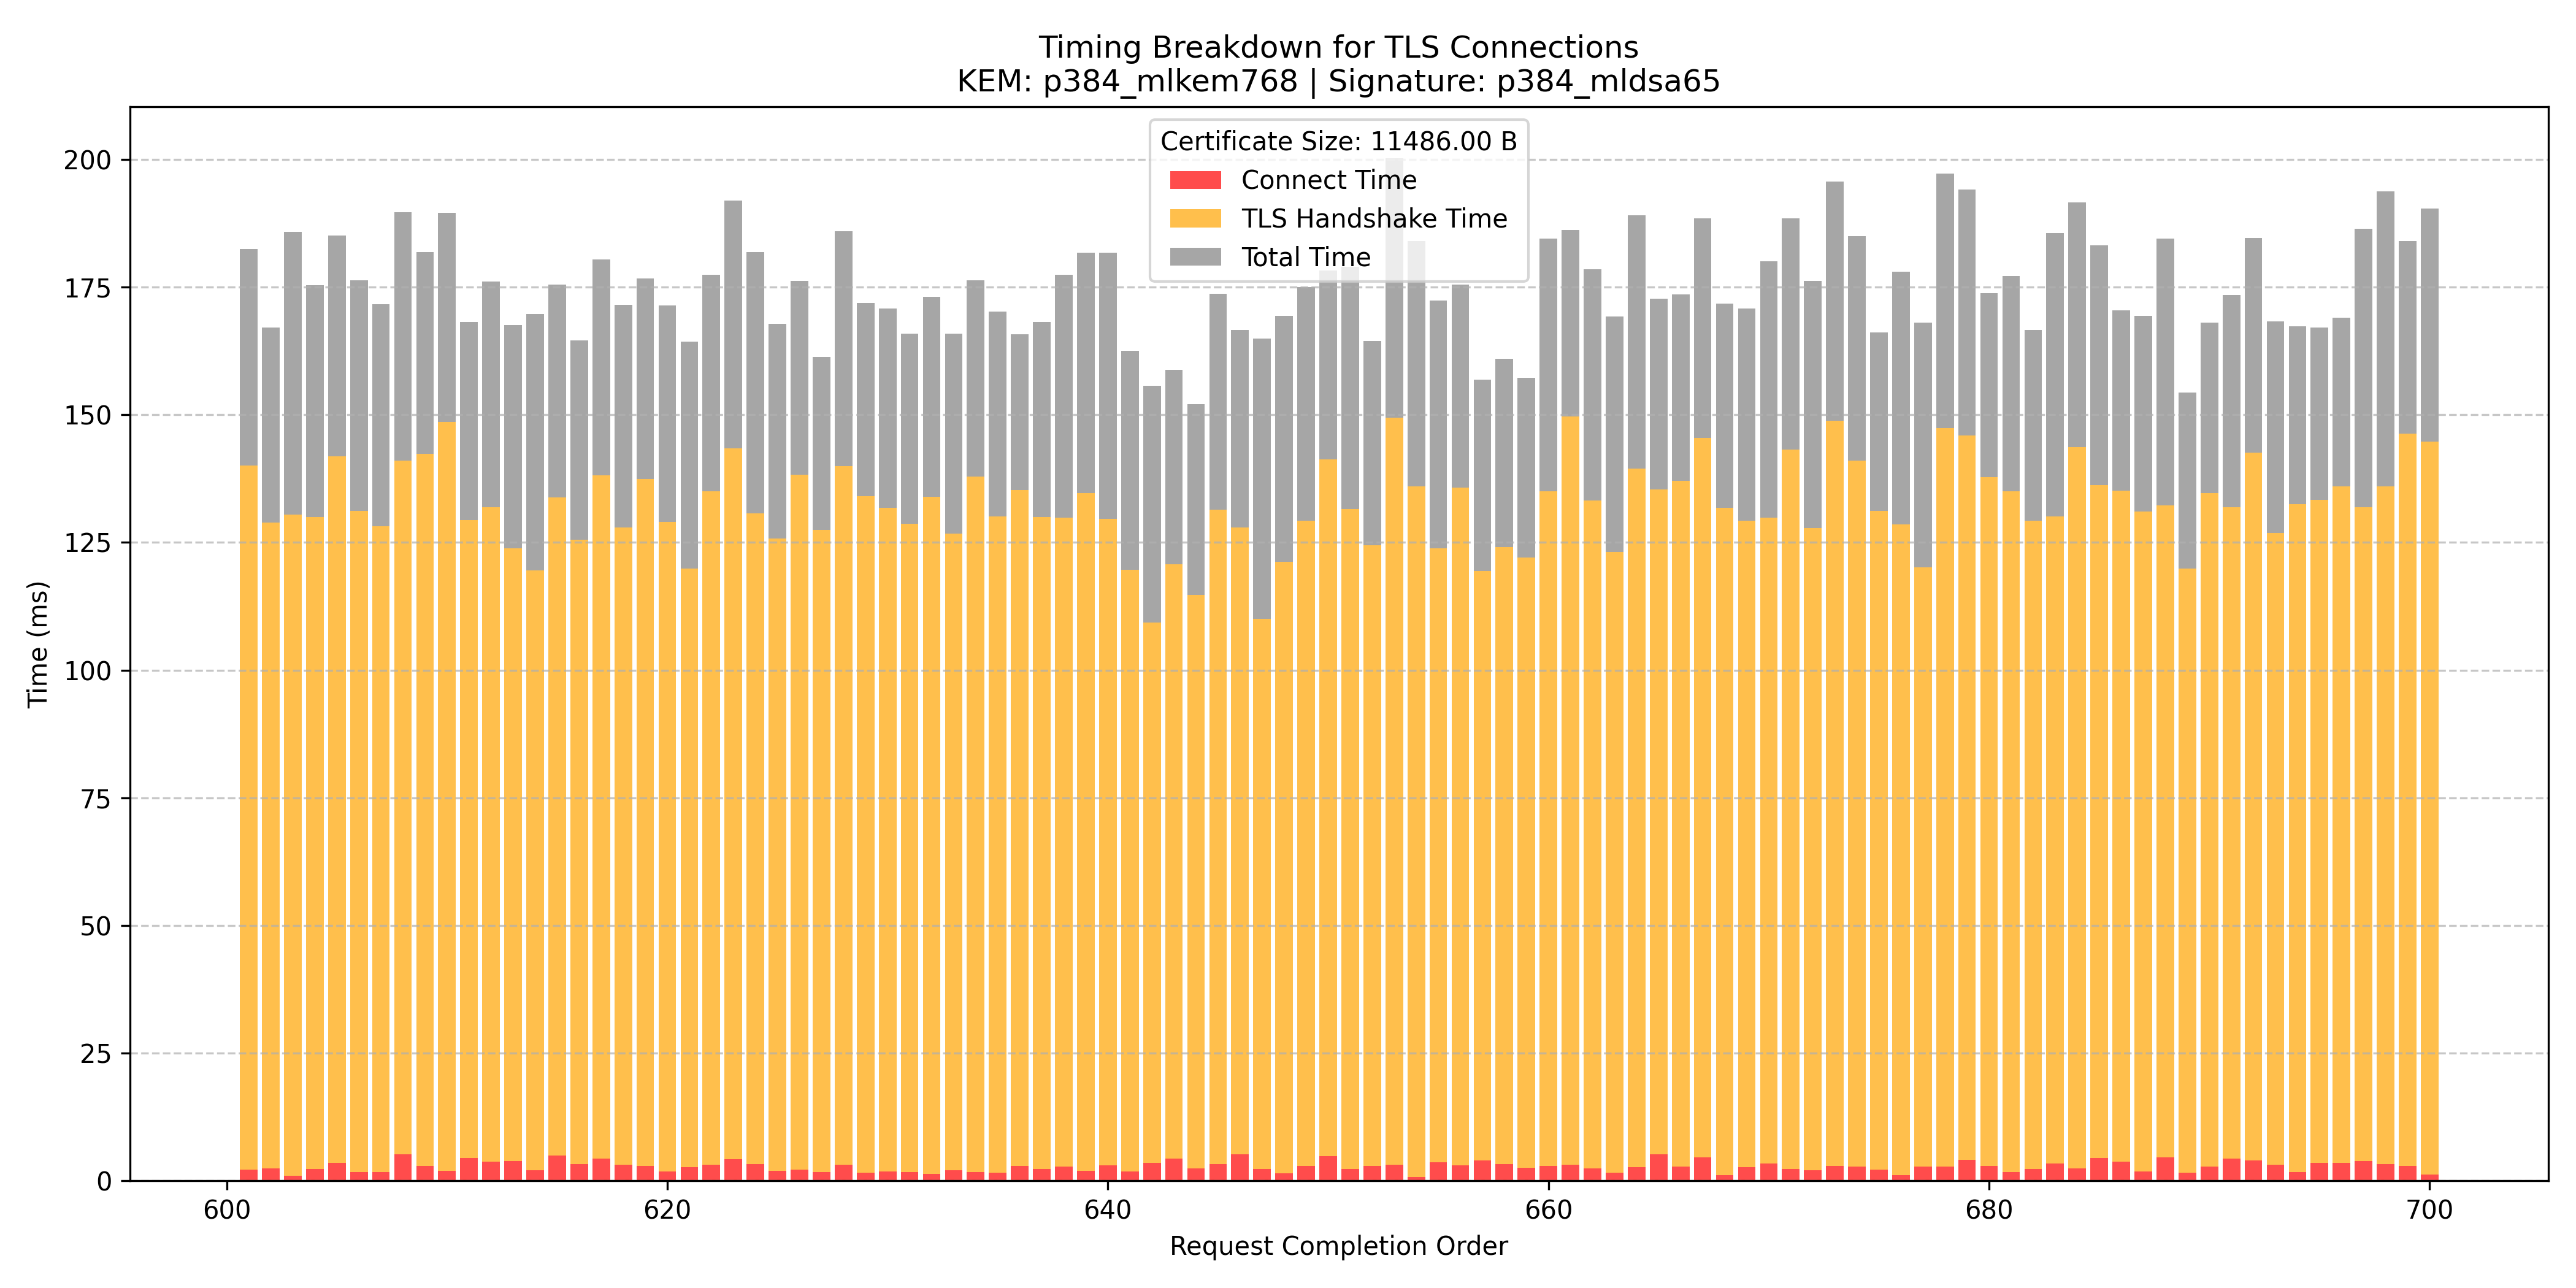 Timing Breakdown for TLS Connections
KEM: p384_mlkem768 | Signature: p384_mldsa65
Certificate Size: 11486.00 B
Connect Time
TLS Handshake Time
Total Time
Time (ms)
200
175
150
125
100
75
50
25
0
600 620 640 660 680 700
Request Completion Order